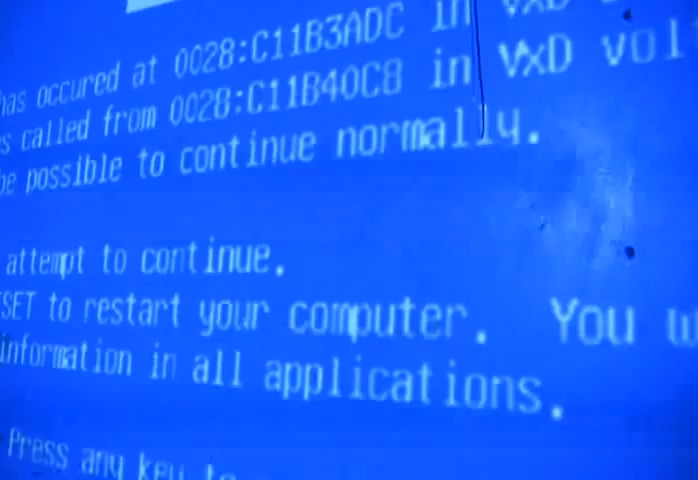 has occured at 0028:C11B3ADC in VXD
s called from 0028:C11B40C8 in VXD vol
be possible to continue normally.
attempt to continue.
SET to restart your computer. You w
information in all applications.
Press any key to